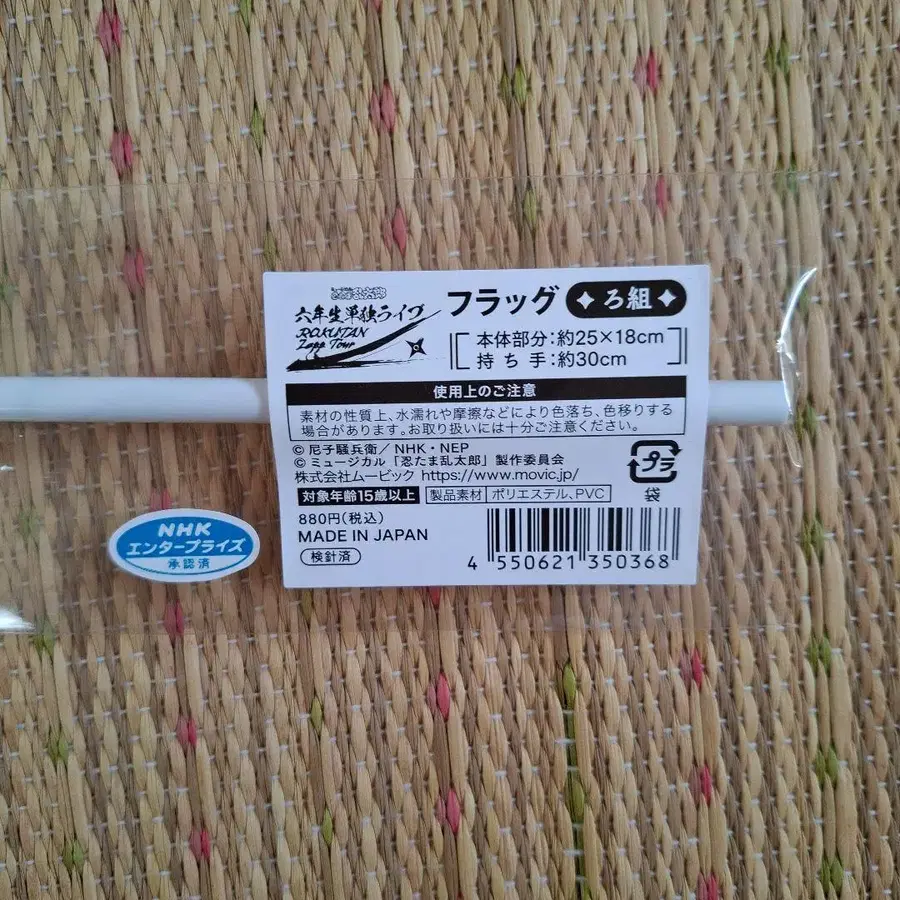 忍たま乱太郎
六年生単独ライブ
ROKUTAN
Zepp Tour
フラッグ ろ組
本体部分:約25×18cm
持ち手:約30cm
使用上のご注意
素材の性質上、水濡れや摩擦などにより色落ち、色移りする
場合があります。お取り扱いには十分ご注意ください。
© 尼子騒兵衛/NHK・NEP
© ミュージカル「忍たま乱太郎」製作委員会
株式会社ムービック https://www.movic.jp/
対象年齢15歳以上 製品素材 ポリエステル、PVC
プラ
袋
880円(税込)
MADE IN JAPAN
検針済
4 550621 350368
NHK
エンタープライズ
承認済